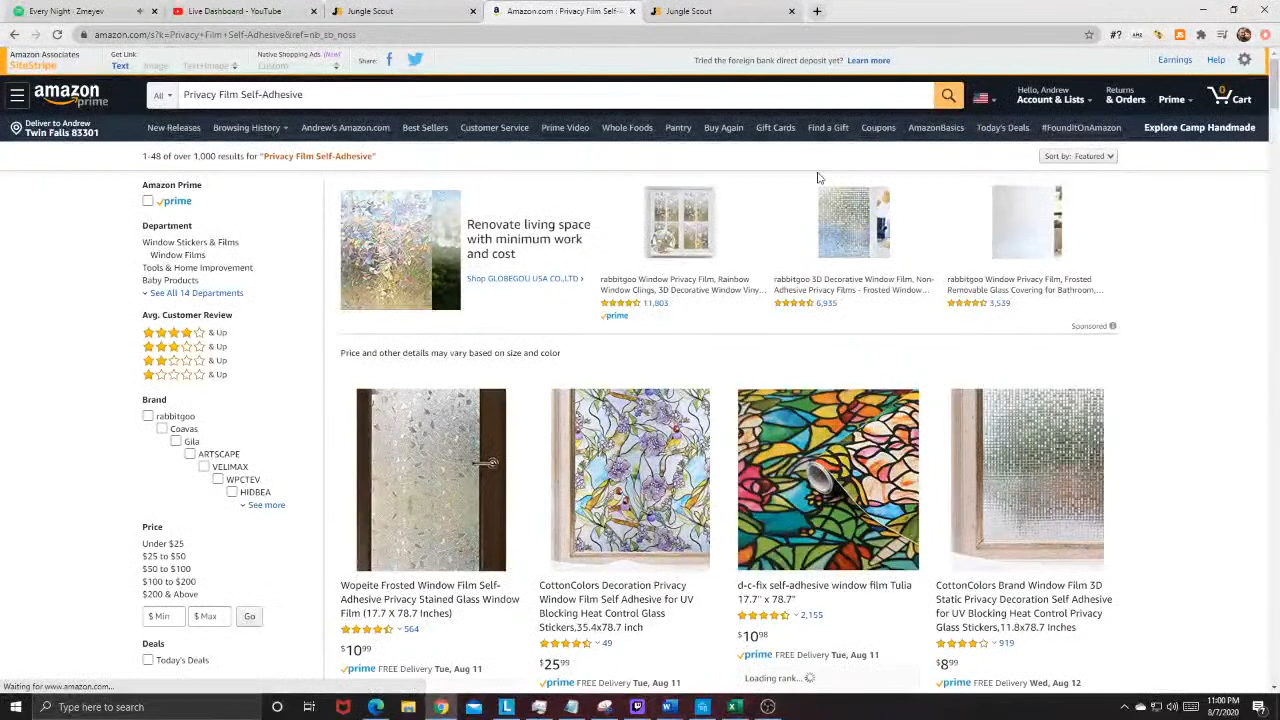 Every Night - Zmeyev
Live Dashboard - YouTube
Jungle Scout
Amazon.com : Privacy Film Self-
Jungle Scout
amazon.com/s?k=Privacy+Film+Self-Adhesive&ref=nb_sb_noss
Amazon Associates
SiteStripe
Get Link:
Text
Image
Text+Image
Native Shopping Ads (New)
Custom
Share:
Tried the foreign bank direct deposit yet? Learn more
Earnings
Help
amazon
prime
All
Privacy Film Self-Adhesive
Hello, Andrew
Account & Lists
Returns
& Orders
Prime
0
Cart
Deliver to Andrew
Twin Falls 83301
New Releases
Browsing History
Andrew's Amazon.com
Best Sellers
Customer Service
Prime Video
Whole Foods
Pantry
Buy Again
Gift Cards
Find a Gift
Coupons
AmazonBasics
Today's Deals
#FoundItOnAmazon
Explore Camp Handmade
1-48 of over 1,000 results for "Privacy Film Self-Adhesive"
Sort by: Featured
Amazon Prime
prime
Department
Window Stickers & Films
Window Films
Tools & Home Improvement
Baby Products
See All 14 Departments
Avg. Customer Review
& Up
& Up
& Up
& Up
Brand
rabbitgoo
Coavas
Gila
ARTSCAPE
VELIMAX
WPCTEV
HIDBEA
See more
Price
Under $25
$25 to $50
$50 to $100
$100 to $200
$200 & Above
$ Min
$ Max
Go
Deals
Today's Deals
Renovate living space
with minimum work
and cost
Shop GLOBEGOU USA CO.,LTD ›
rabbitgoo Window Privacy Film, Rainbow
Window Clings, 3D Decorative Window Viny...
11,803
prime
rabbitgoo 3D Decorative Window Film, Non-
Adhesive Privacy Films - Frosted Window...
6,935
rabbitgoo Window Privacy Film, Frosted
Removable Glass Covering for Bathroom,...
3,539
Sponsored
Price and other details may vary based on size and color
Wopeite Frosted Window Film Self-
Adhesive Privacy Stained Glass Window
Film (17.7 X 78.7 Inches)
564
$10 99
prime FREE Delivery Tue, Aug 11
CottonColors Decoration Privacy
Window Film Self Adhesive for UV
Blocking Heat Control Glass
Stickers,35.4x78.7 inch
49
$25 99
prime FREE Delivery Tue, Aug 11
d-c-fix self-adhesive window film Tulia
17.7" x 78.7"
2,155
$10 98
prime FREE Delivery Tue, Aug 11
Loading rank...
CottonColors Brand Window Film 3D
Static Privacy Decoration Self Adhesive
for UV Blocking Heat Control Privacy
Glass Stickers,11.8x78.7 Inches
919
$8 99
prime FREE Delivery Wed, Aug 12
Waiting for www.amazon.com...
Type here to search
11:00 PM
8/7/2020